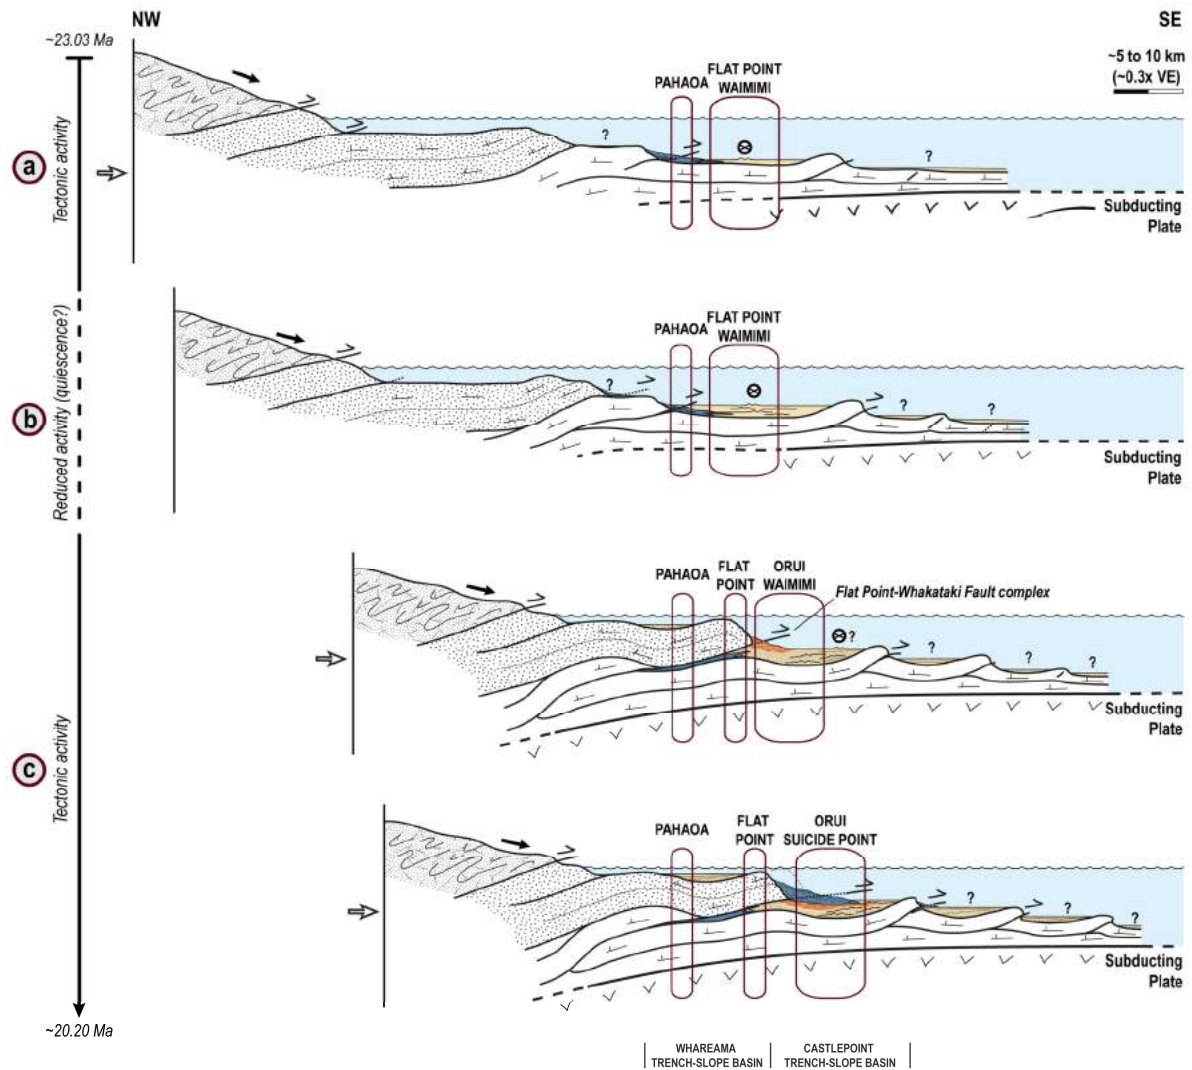 NW
SE
~23.03 Ma
~5 to 10 km
(~0.3x VE)
FLAT POINT
PAHAOA
WAIMIMI
?
?
a
Tectonic activity
Subducting
Plate
FLAT POINT
PAHAOA
WAIMIMI
?
?
?
b
Reduced activity (quiescence?)
Subducting
Plate
PAHAOA
FLAT
POINT
ORUI
WAIMIMI
Flat Point-Whakataki Fault complex
?
?
?
?
Subducting
Plate
c
Tectonic activity
PAHAOA
FLAT
POINT
ORUI
SUICIDE POINT
?
?
?
Subducting
Plate
~20.20 Ma
WHAREAMA
TRENCH-SLOPE BASIN
CASTLEPOINT
TRENCH-SLOPE BASIN